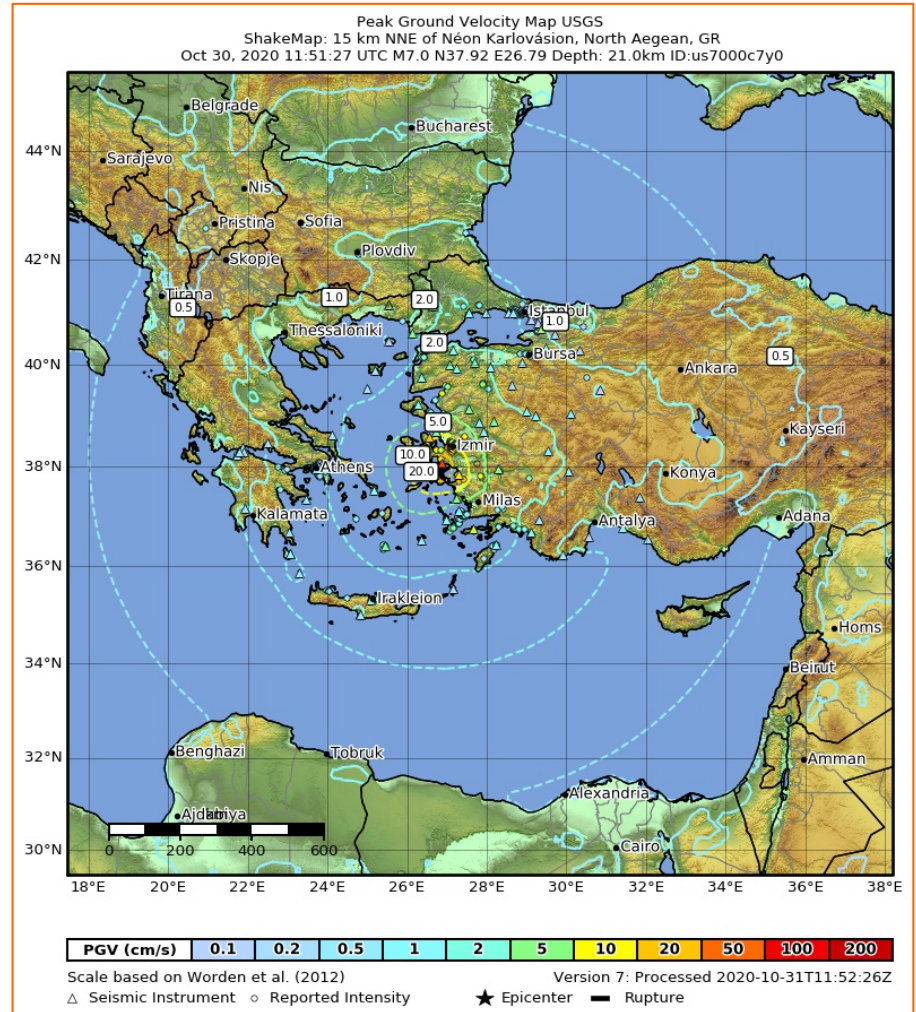 Peak Ground Velocity Map USGS
ShakeMap: 15 km NNE of Néon Karlovásion, North Aegean, GR
Oct 30, 2020 11:51:27 UTC M7.0 N37.92 E26.79 Depth: 21.0km ID:us7000c7y0
Belgrade
Bucharest
44°N
Sarajevo
Nis
Pristina
Sofia
Plovdiv
42°N
Skopje
Tirana
0.5
1.0
2.0
Istanbul
1.0
Thessaloniki
2.0
Bursa
0.5
40°N
Ankara
5.0
Kayseri
Izmir
10.0
20.0
38°N
Athens
Konya
Milas
Kalamata
Antalya
Adana
36°N
Irakleion
Homs
34°N
Beirut
Benghazi
Tobruk
32°N
Amman
Alexandria
Ajdabiya
km
0 200 400 600
30°N
Cairo
18°E 20°E 22°E 24°E 26°E 28°E 30°E 32°E 34°E 36°E 38°E
PGV (cm/s) 0.1 0.2 0.5 1 2 5 10 20 50 100 200
Scale based on Worden et al. (2012) Version 7: Processed 2020-10-31T11:52:26Z
△ Seismic Instrument ○ Reported Intensity ★ Epicenter ▬ Rupture